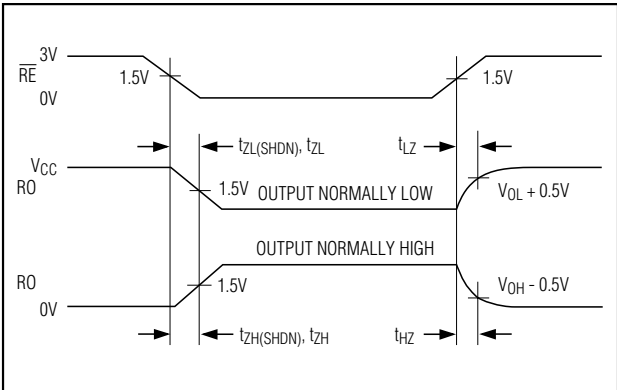 3V
RE
1.5V
1.5V
0V
tZL(SHDN), tZL
tLZ
VCC
RO
1.5V
OUTPUT NORMALLY LOW
VOL + 0.5V
OUTPUT NORMALLY HIGH
RO
1.5V
VOH - 0.5V
0V
tZH(SHDN), tZH
tHZ